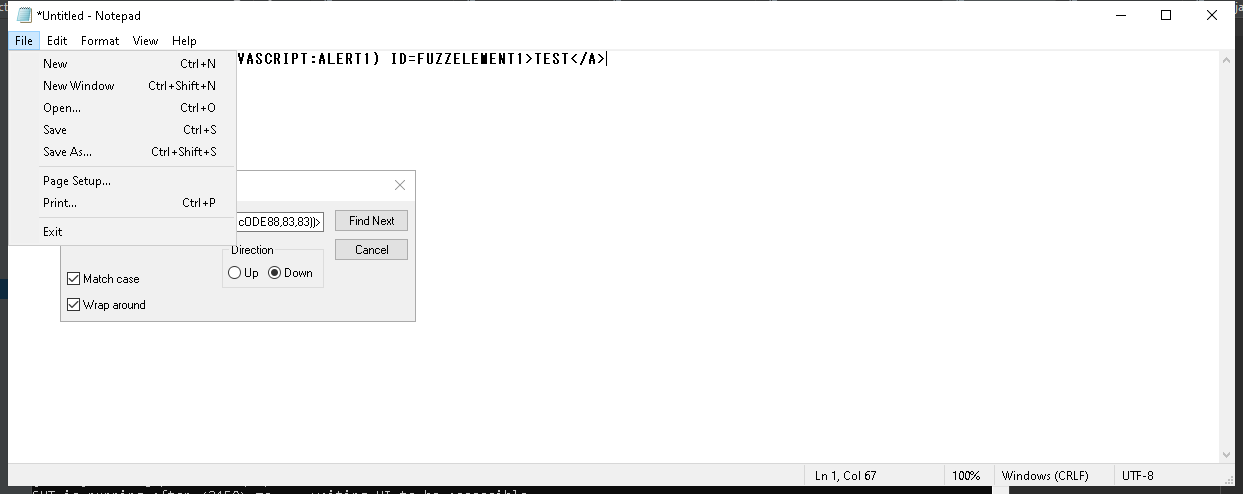 *Untitled - Notepad
File Edit Format View Help
VASCRIPT:ALERT1) ID=FUZZELEMENT1>TEST</A>
New Ctrl+N
New Window Ctrl+Shift+N
Open... Ctrl+O
Save Ctrl+S
Save As... Ctrl+Shift+S
Page Setup...
Print... Ctrl+P
Exit
cODE88,83,83))> Find Next
Cancel
Direction
Up Down
Match case
Wrap around
Ln 1, Col 67 100% Windows (CRLF) UTF-8